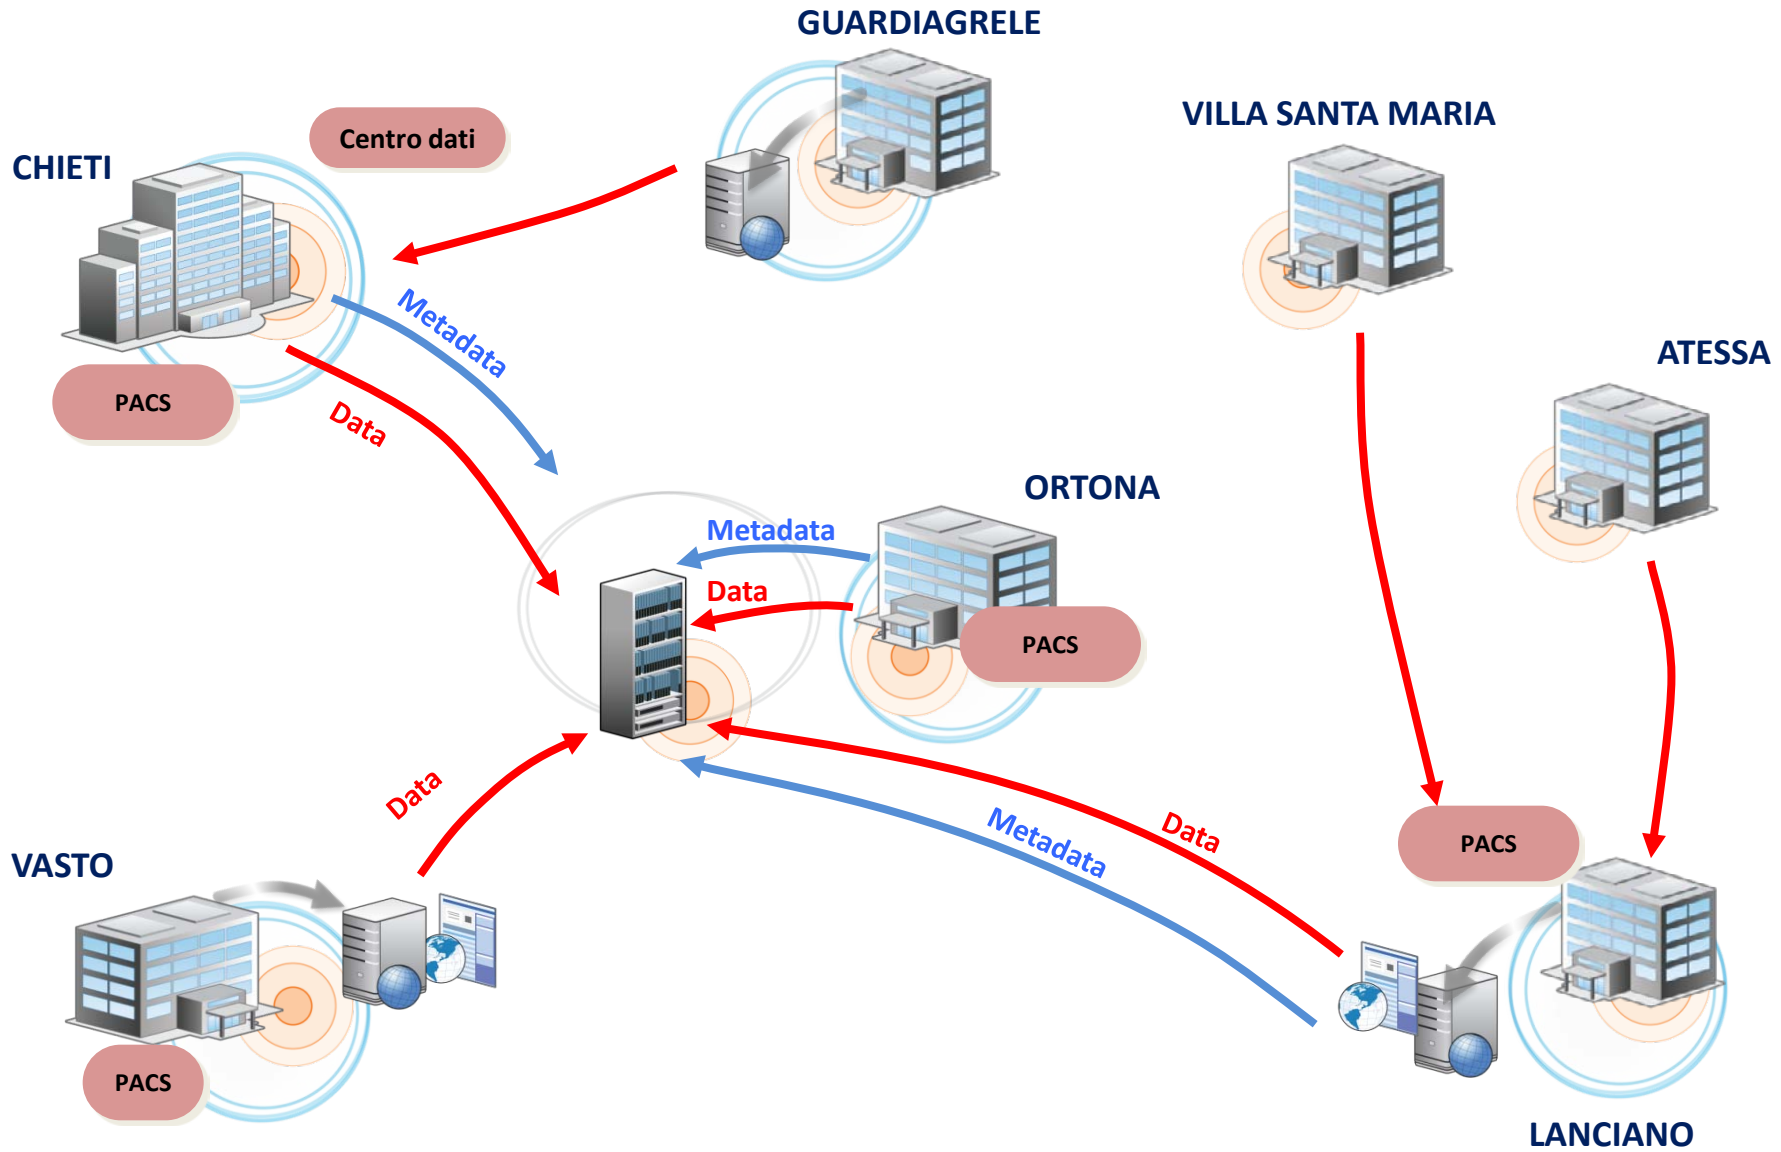 GUARDIAGRELE
Centro dati
VILLA SANTA MARIA
CHIETI
Metadata
ATESSA
PACS
Data
ORTONA
Metadata
Data
PACS
Data
Metadata
Data
PACS
VASTO
PACS
LANCIANO